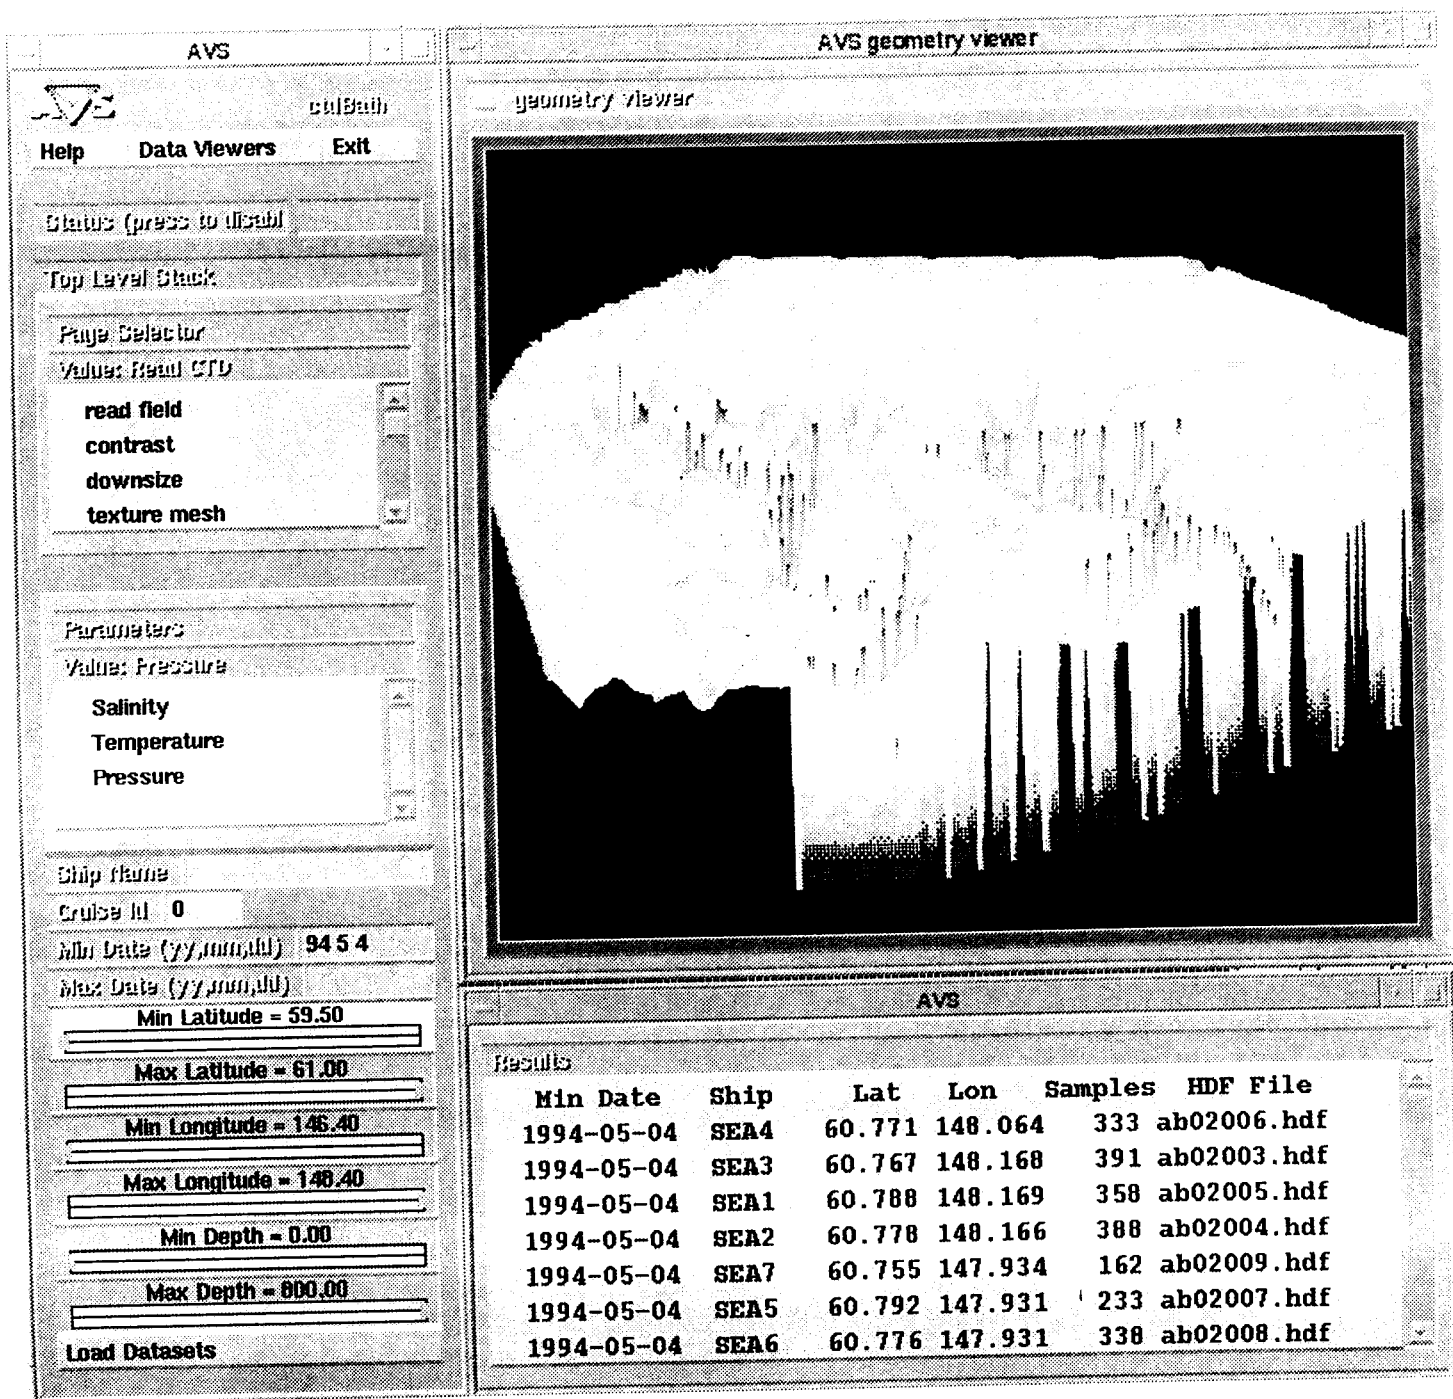 AVS
AVS
ctdBath
Help Data Viewers Exit
Status (press to disabl
Top Level Stack
Page Selector
Value: Read CTD
read field
contrast
downsize
texture mesh
Parameters
Value: Pressure
Salinity
Temperature
Pressure
Ship Name
Cruise Id 0
Min Date (yy,mm,dd) 94 5 4
Max Date (yy,mm,dd)
Min Latitude = 59.50
Max Latitude = 61.00
Min Longitude = 146.40
Max Longitude = 148.40
Min Depth = 0.00
Max Depth = 800.00
Load Datasets
AVS geometry viewer
geometry viewer
AVS
Results
Min Date Ship Lat Lon Samples HDF File
1994-05-04 SEA4 60.771 148.064 333 ab02006.hdf
1994-05-04 SEA3 60.767 148.168 391 ab02003.hdf
1994-05-04 SEA1 60.788 148.169 358 ab02005.hdf
1994-05-04 SEA2 60.778 148.166 388 ab02004.hdf
1994-05-04 SEA7 60.755 147.934 162 ab02009.hdf
1994-05-04 SEA5 60.792 147.931 233 ab02007.hdf
1994-05-04 SEA6 60.776 147.931 338 ab02008.hdf